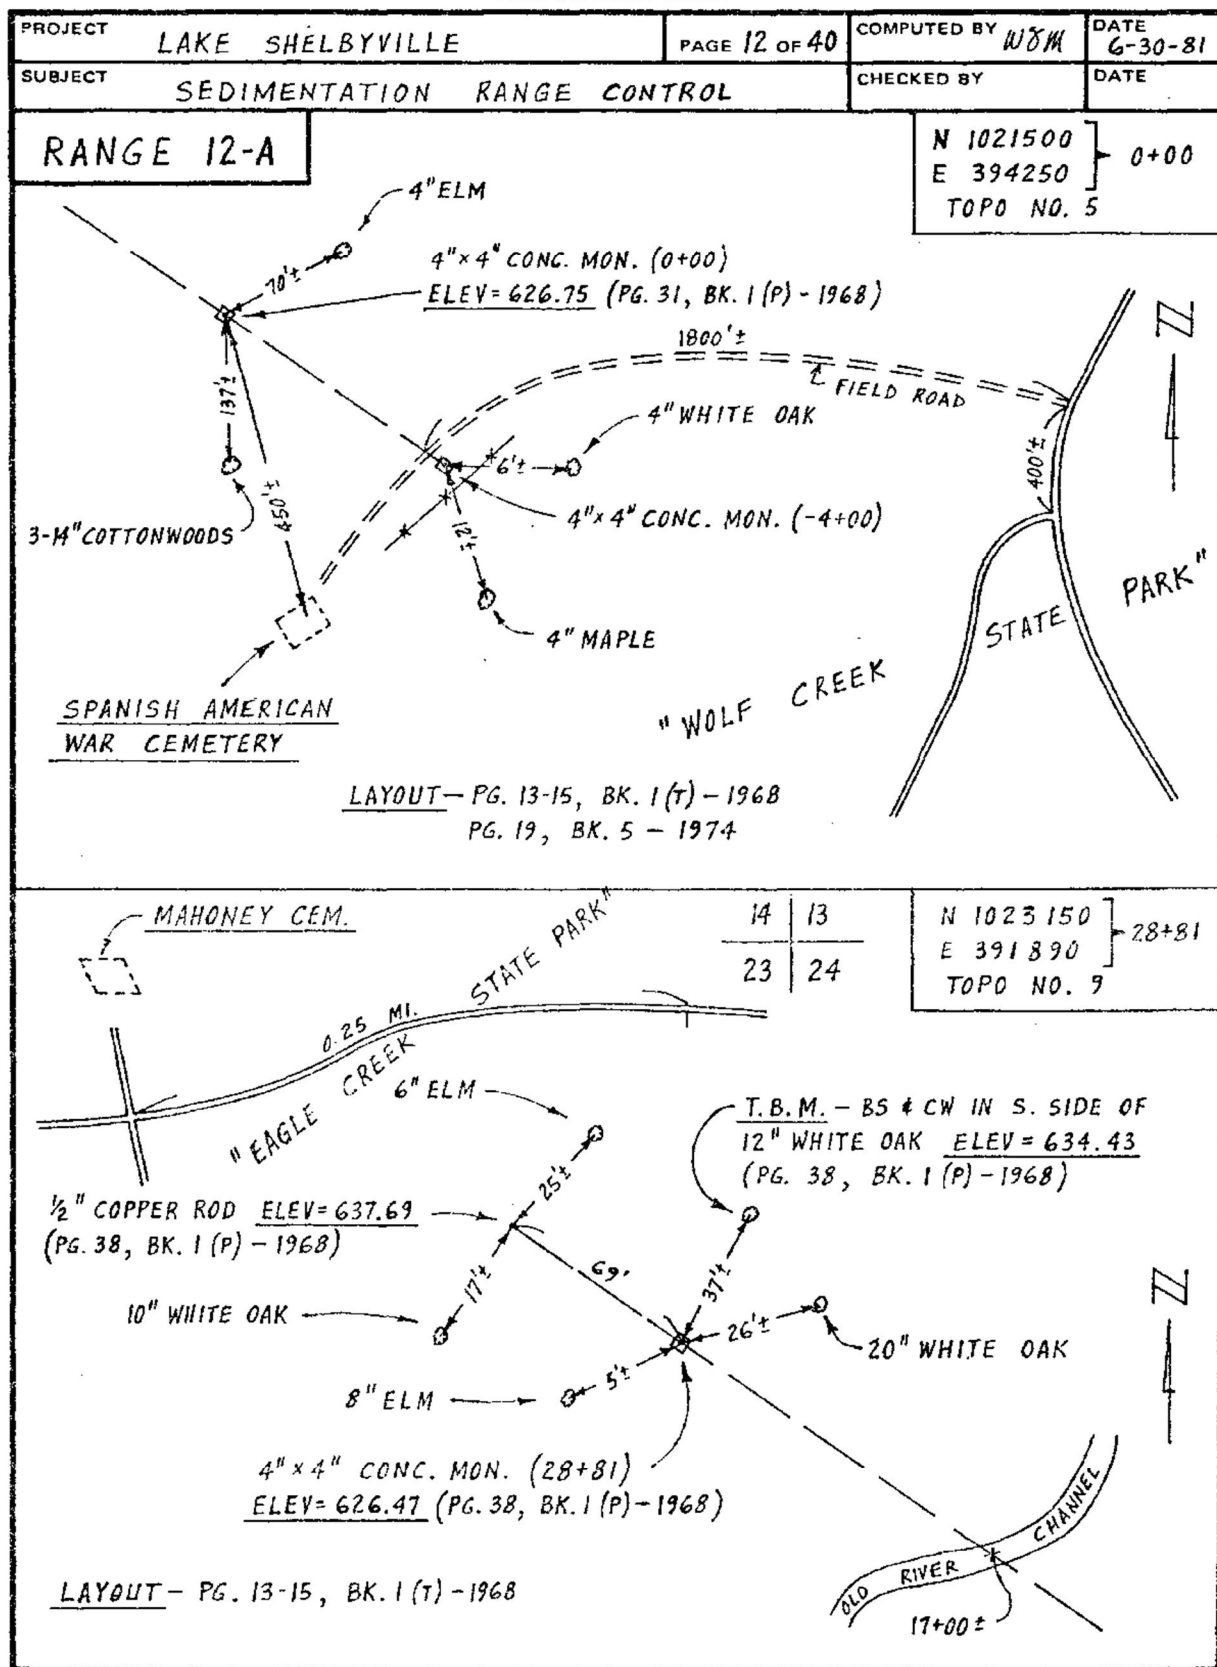 PROJECT LAKE SHELBYVILLE
PAGE 12 OF 40
COMPUTED BY
DATE 6-30-81
SUBJECT SEDIMENTATION RANGE CONTROL
CHECKED BY
DATE
RANGE 12-A
N 1021500
E 394250
0+00
TOPO NO. 5
4" ELM
70'±
4"×4" CONC. MON. (0+00)
ELEV=626.75 (PG. 31, BK. 1 (P) - 1968)
1800'±
FIELD ROAD
N
137'±
4" WHITE OAK
6'±
400'±
450'±
3-14" COTTONWOODS
4"×4" CONC. MON. (-4+00)
12'±
4" MAPLE
"WOLF CREEK STATE PARK"
SPANISH AMERICAN
WAR CEMETERY
LAYOUT - PG. 13-15, BK. 1 (T) - 1968
PG. 19, BK. 5 - 1974
MAHONEY CEM.
14 13
23 24
N 1023150
E 391890
28+81
TOPO NO. 9
0.25 MI.
"EAGLE CREEK STATE PARK"
6" ELM
T.B.M. - BS & CW IN S. SIDE OF
12" WHITE OAK ELEV=634.43
(PG. 38, BK. 1 (P) - 1968)
25'±
1/2" COPPER ROD ELEV=637.69
(PG. 38, BK. 1 (P) - 1968)
17'±
69'
37'±
N
10" WHITE OAK
26'±
20" WHITE OAK
8" ELM
5'±
4"×4" CONC. MON. (28+81)
ELEV=626.47 (PG. 38, BK. 1 (P) - 1968)
OLD RIVER CHANNEL
17+00±
LAYOUT - PG. 13-15, BK. 1 (T) - 1968